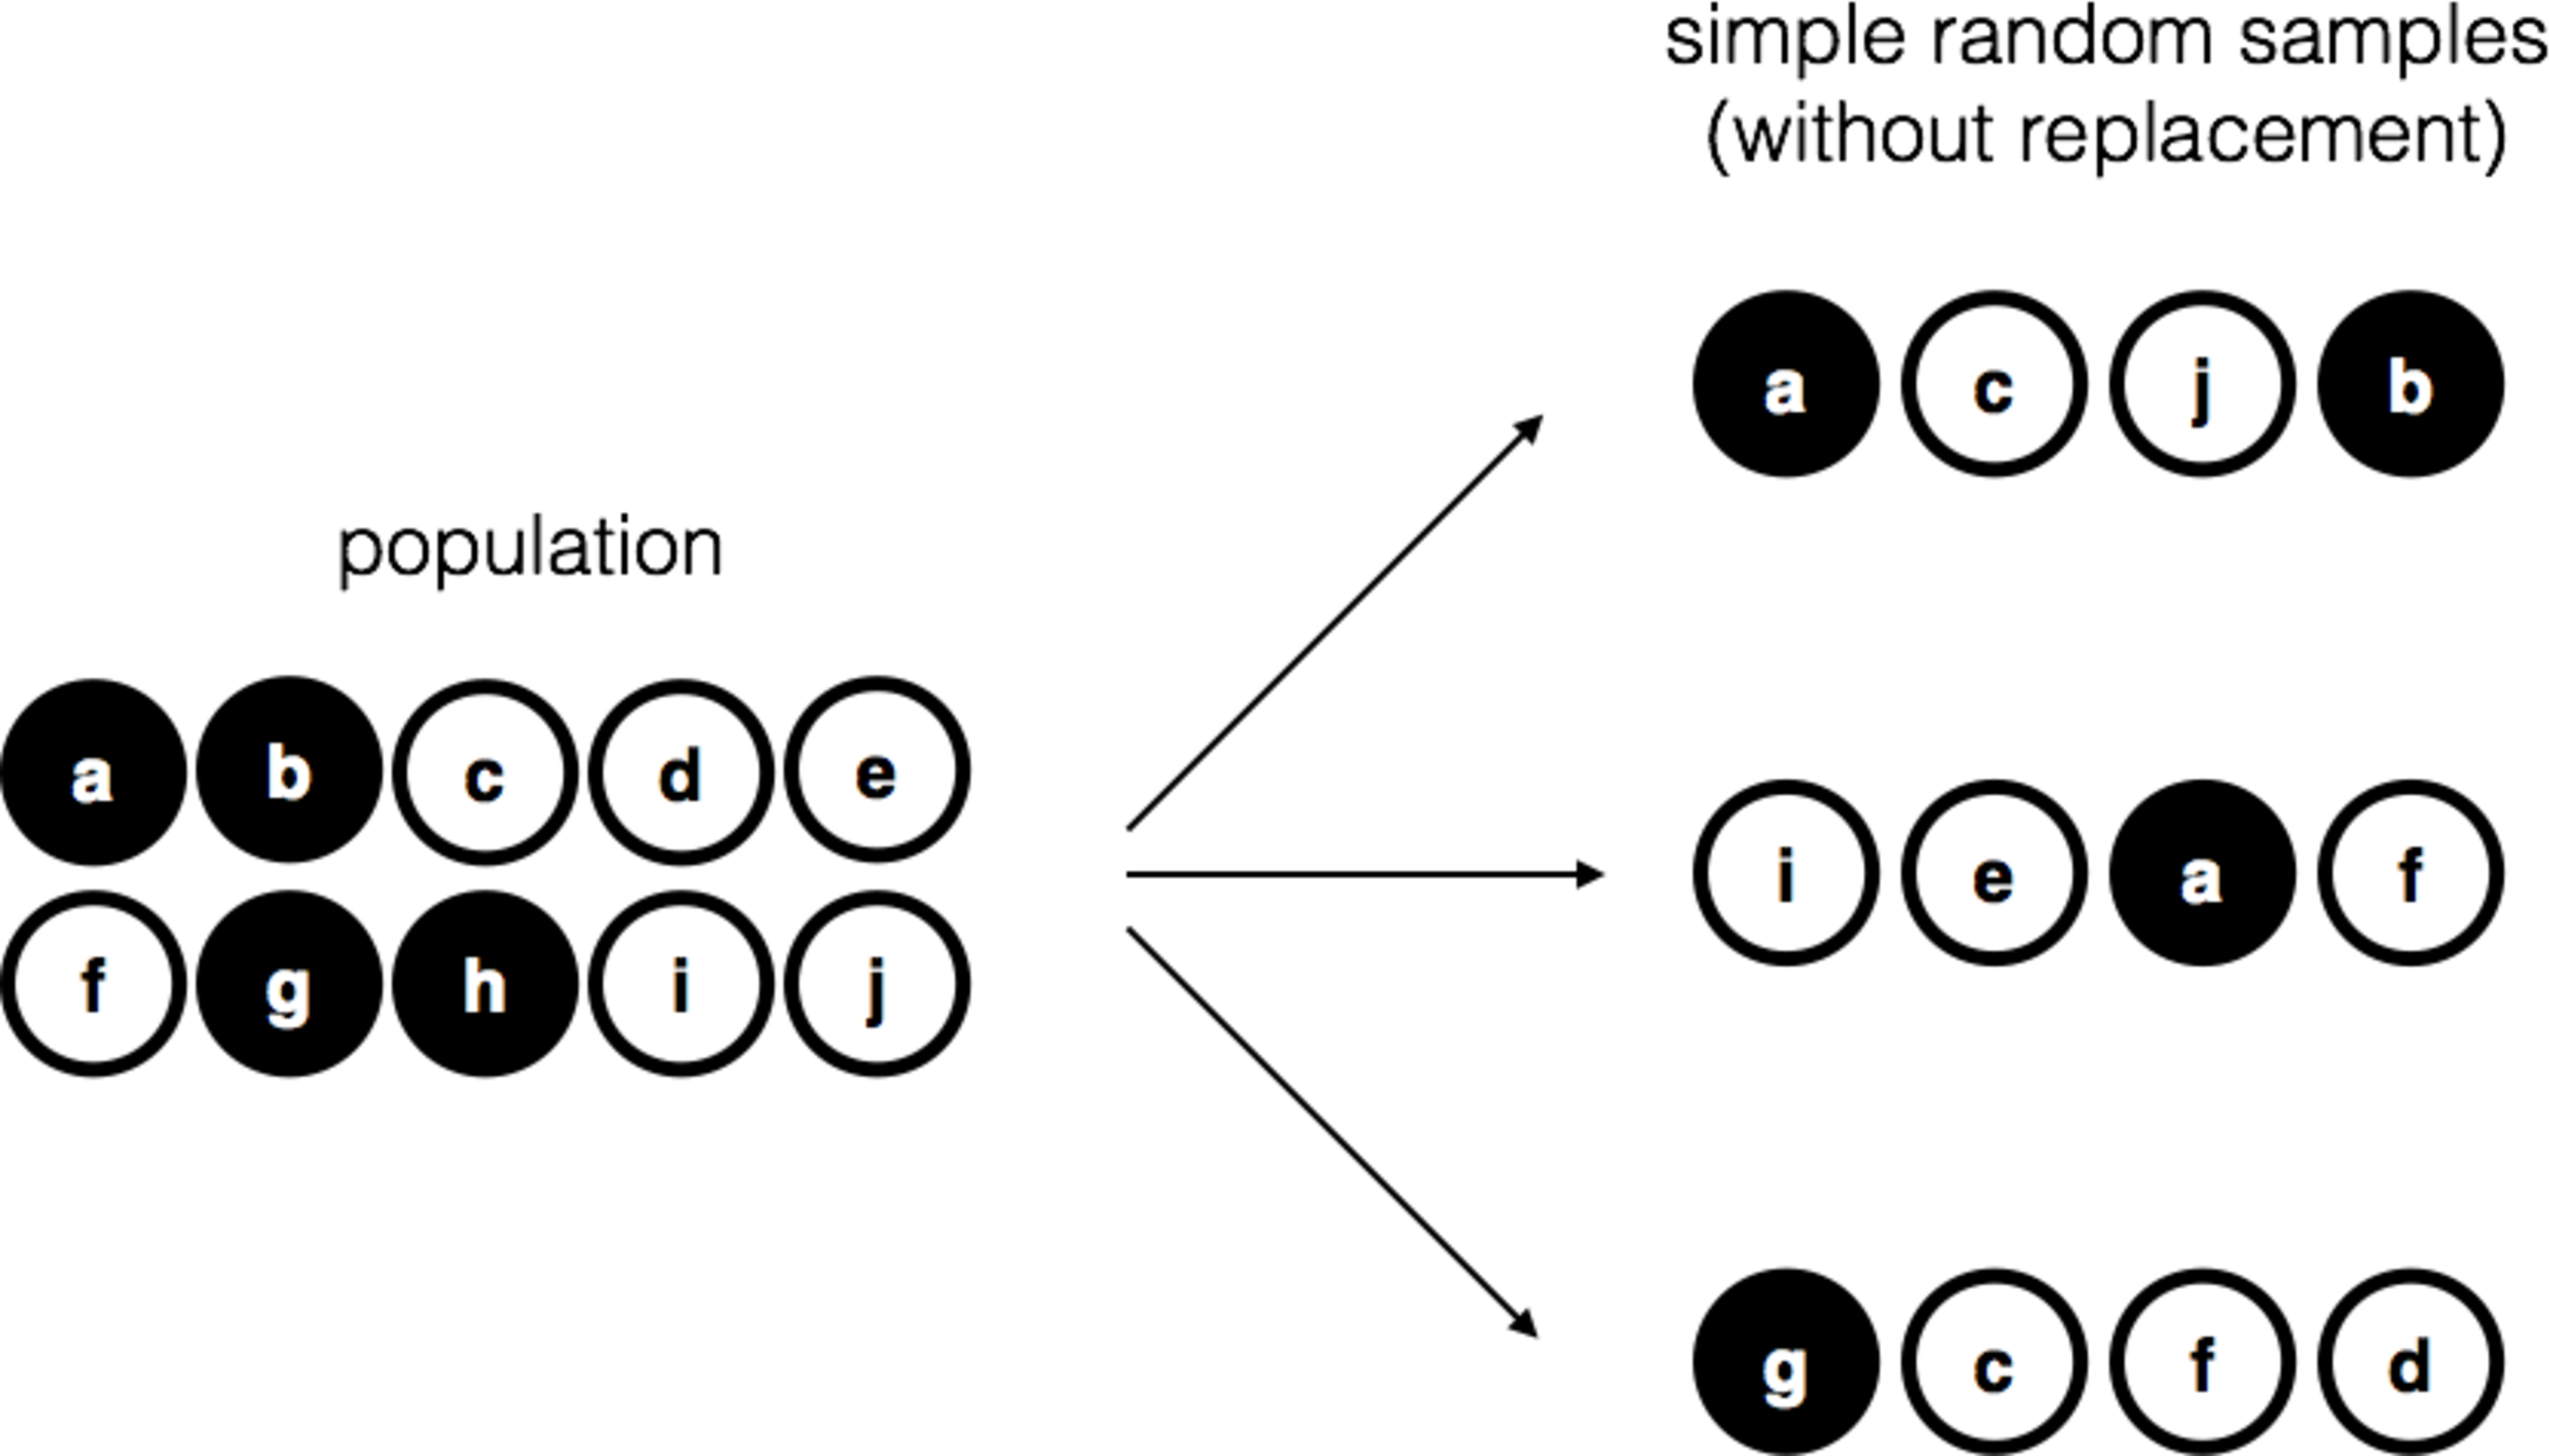 simple random samples
(without replacement)
a c j b
population
a b c d e
i e a f
f g h i j
g c f d